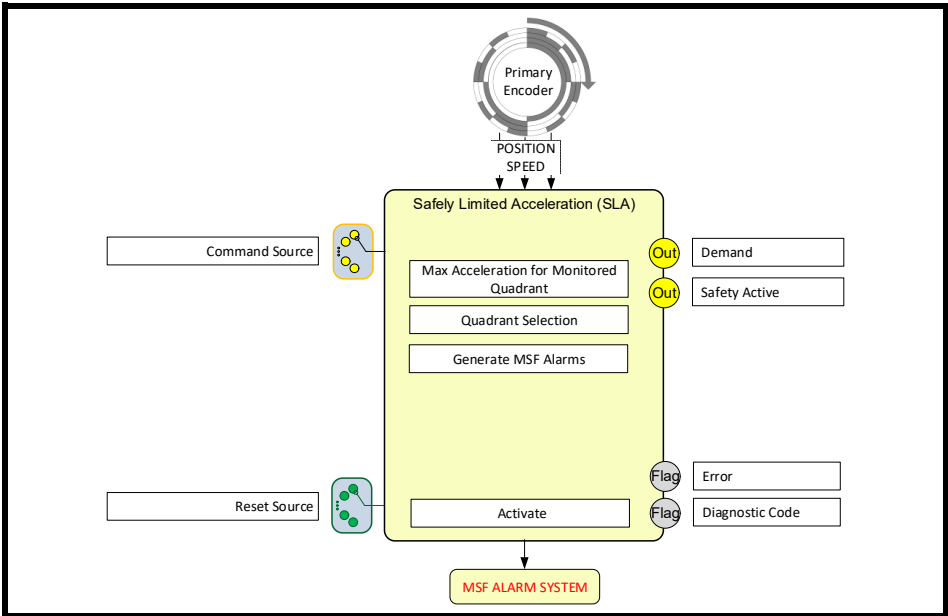 Primary
Encoder
POSITION
SPEED
Safely Limited Acceleration (SLA)
Command Source
Out
Demand
Max Acceleration for Monitored
Quadrant
Out
Safety Active
Quadrant Selection
Generate MSF Alarms
Flag
Error
Reset Source
Activate
Flag
Diagnostic Code
MSF ALARM SYSTEM